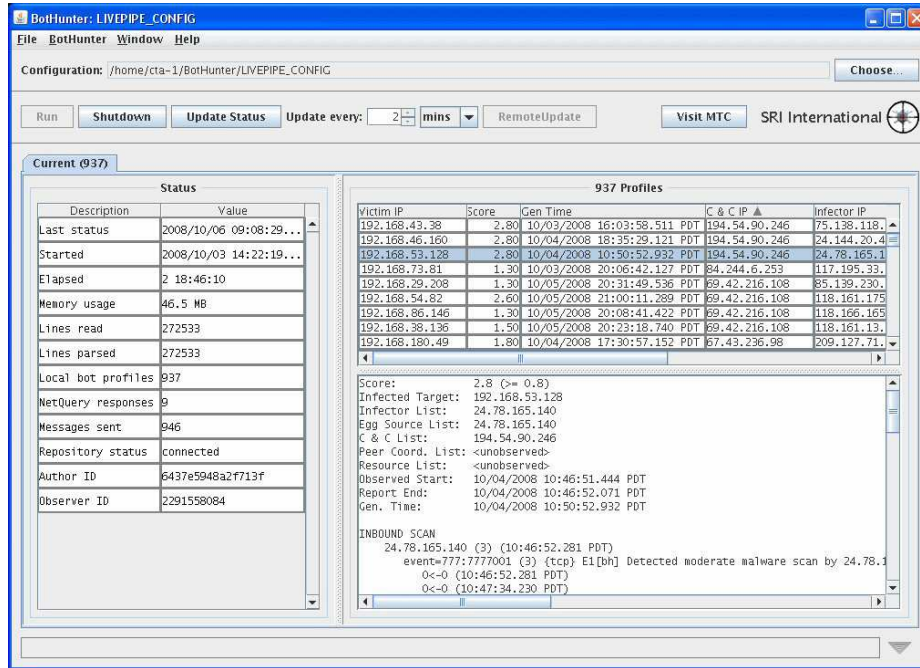 BotHunter: LIVEPIPE_CONFIG
File BotHunter Window Help
Configuration: /home/cta-1/BotHunter/LIVEPIPE_CONFIG Choose...
Run Shutdown Update Status Update every: 2 mins RemoteUpdate Visit MTC SRI International
Current (937)
Status
Description Value
Last status 2008/10/06 09:08:29...
Started 2008/10/03 14:22:19...
Elapsed 2 18:46:10
Memory usage 46.5 MB
Lines read 272533
Lines parsed 272533
Local bot profiles 937
NetQuery responses 9
Messages sent 946
Repository status connected
Author ID 6437e5948a2f713f
Observer ID 2291558084
937 Profiles
Victim IP Score Gen Time C & C IP ▲ Infector IP
192.168.43.38 2.80 10/03/2008 16:03:58.511 PDT 194.54.90.246 75.138.118.
192.168.46.160 2.80 10/04/2008 18:35:29.121 PDT 194.54.90.246 24.144.20.4
192.168.53.128 2.80 10/04/2008 10:50:52.932 PDT 194.54.90.246 24.78.165.1
192.168.73.81 1.30 10/03/2008 20:06:42.127 PDT 84.244.6.253 117.195.33.
192.168.29.208 1.30 10/05/2008 20:31:49.536 PDT 69.42.216.108 85.139.230.
192.168.54.82 2.60 10/05/2008 21:00:11.289 PDT 69.42.216.108 118.161.175
192.168.86.146 1.30 10/05/2008 20:08:41.422 PDT 69.42.216.108 118.166.165
192.168.38.136 1.50 10/05/2008 20:23:18.740 PDT 69.42.216.108 118.161.13.
192.168.180.49 1.80 10/04/2008 17:30:57.152 PDT 67.43.236.98 209.127.71.
Score: 2.8 (>= 0.8)
Infected Target: 192.168.53.128
Infector List: 24.78.165.140
Egg Source List: 24.78.165.140
C & C List: 194.54.90.246
Peer Coord. List: <unobserved>
Resource List: <unobserved>
Observed Start: 10/04/2008 10:46:51.444 PDT
Report End: 10/04/2008 10:46:52.071 PDT
Gen. Time: 10/04/2008 10:50:52.932 PDT
INBOUND SCAN
24.78.165.140 (3) (10:46:52.281 PDT)
event=777:7777001 (3) {tcp} E1[bh] Detected moderate malware scan by 24.78.1
0<-0 (10:46:52.281 PDT)
0<-0 (10:47:34.230 PDT)